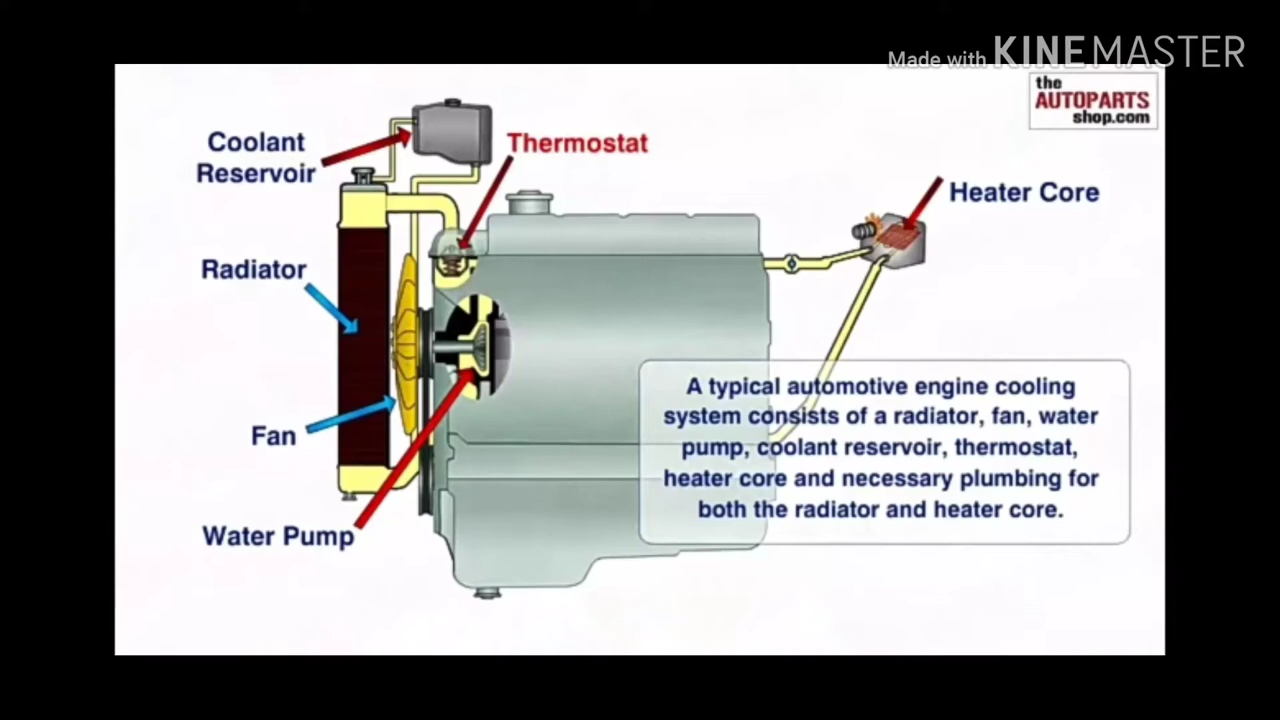 Made with KINEMASTER
the
AUTOPARTS
shop.com
Coolant
Reservoir
Thermostat
Heater Core
Radiator
Fan
Water Pump
A typical automotive engine cooling
system consists of a radiator, fan, water
pump, coolant reservoir, thermostat,
heater core and necessary plumbing for
both the radiator and heater core.